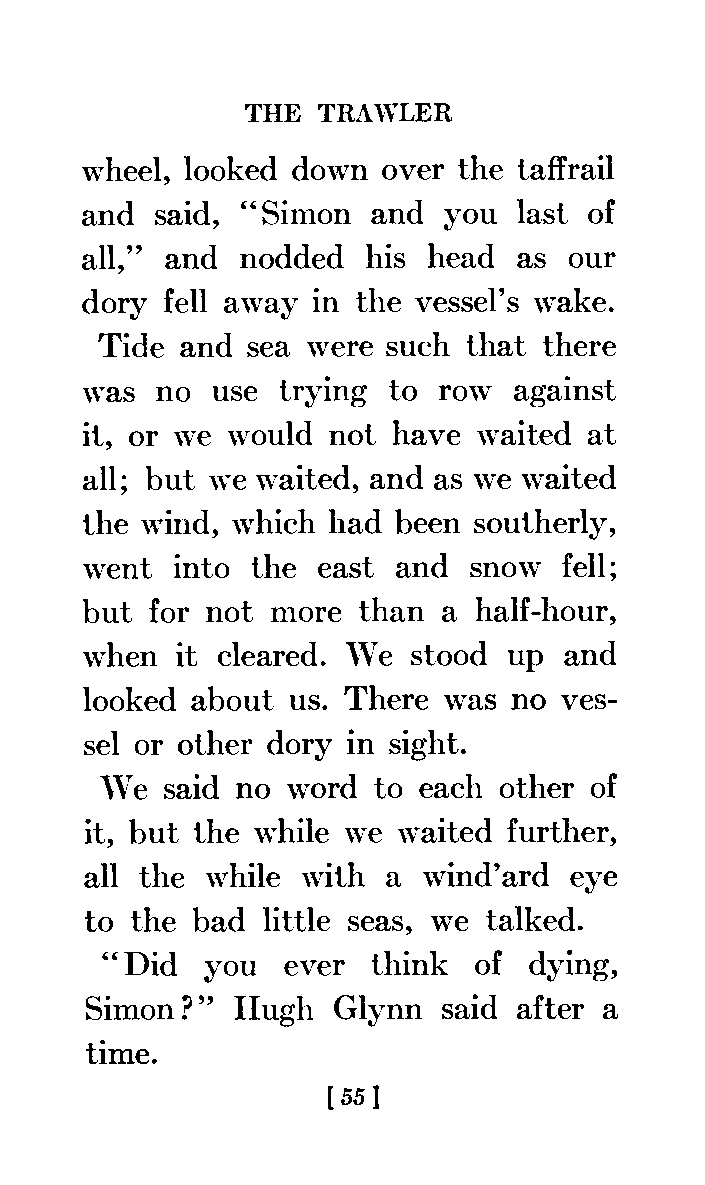 THE TRAWLER
wheel, looked down over the taffrail
and said, “Simon and you last of
all,” and nodded his head as our
dory fell away in the vessel’s wake.
Tide and sea were such that there
was no use trying to row against
it, or we would not have waited at
all; but we waited, and as we waited
the wind, which had been southerly,
went into the east and snow fell;
but for not more than a half-hour,
when it cleared. We stood up and
looked about us. There was no ves-
sel or other dory in sight.
We said no word to each other of
it, but the while we waited further,
all the while with a wind’ard eye
to the bad little seas, we talked.
“Did you ever think of dying,
Simon?” Hugh Glynn said after a
time.
[55]